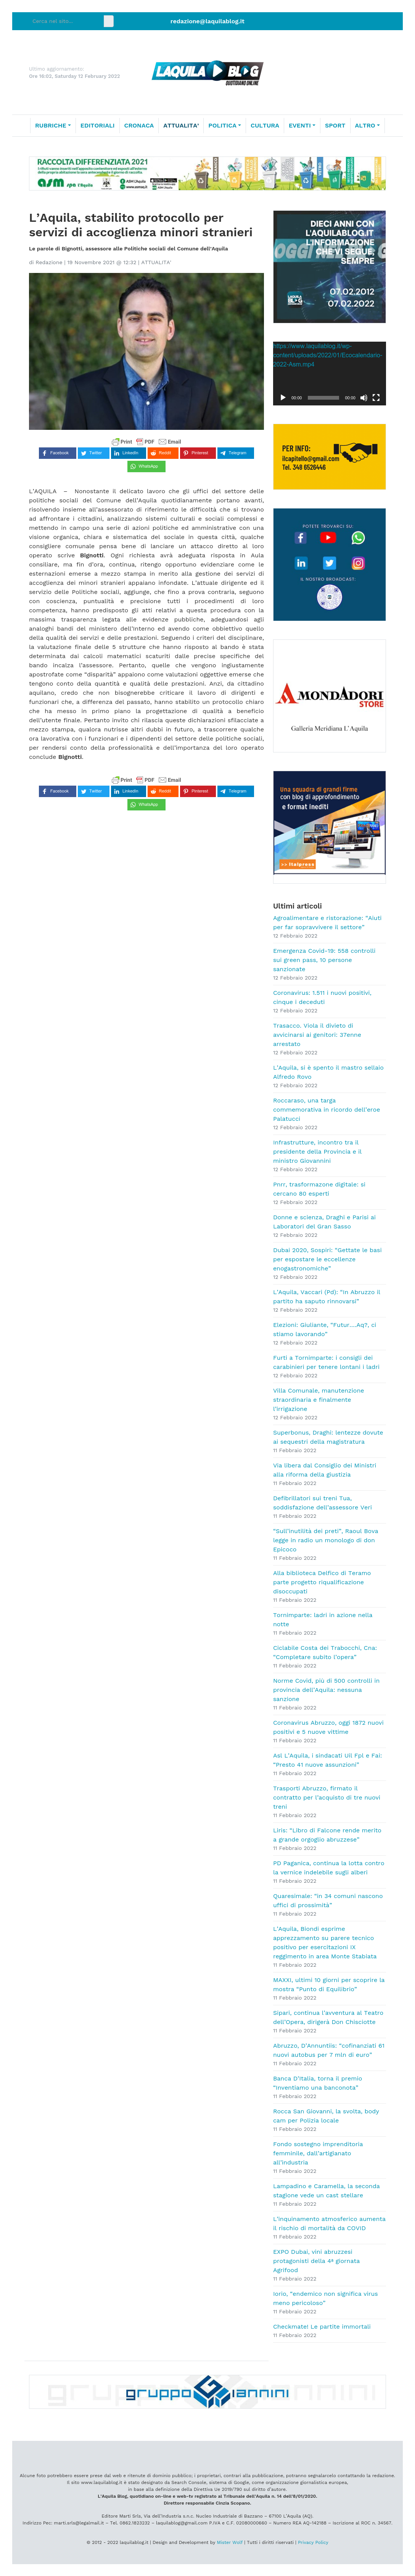 Cerca nel sito..
redazione@laquilablog.it
Ultimo aggiornamento:
Ore 16:02, Saturday 12 February 2022
LAQUILA BLOG
QUOTIDIANO ONLINE
RUBRICHE EDITORIALI CRONACA ATTUALITA' POLITICA CULTURA EVENTI SPORT ALTRO
RACCOLTA DIFFERENZIATA 2021
asm spa L'Aquila
L'Aquila, stabilito protocollo per
servizi di accoglienza minori stranieri
Le parole di Bignotti, assessore alle Politiche sociali del Comune dell'Aquila
di Redazione | 19 Novembre 2021 @ 12:32 | ATTUALITA'
Print PDF Email
Facebook Twitter LinkedIn Reddit Pinterest Telegram
WhatsApp
L'AQUILA – Nonostante il delicato lavoro che gli uffici del settore delle
politiche sociali del Comune dell'Aquila quotidianamente operano, non
risiedendo invero mai all'assessorato di riferimento le difficoltà che si trovano
ad affrontare i cittadini, analizzando sistemi culturali e sociali complessi e
mettendo in campo una serie di azioni utili alle persone, è ovvio che, come un
organico sistema vivente, una chimica del sociale in questa città, qualche
consigliere comunale pensa bene di disturbare chi in silenzio e bene lo
operato scrive Bignotti. Ogni richiesta avrà adeguata risposta in Aula
consiliare, ma fin d'ora, continua, ritengo opportuno evidenziare come le
esternazioni emerse a mezzo stampa in merito alla gestione dei servizi di
accoglienza dei minori stranieri appaiano infondate. L'attestato di stima per il
servizio delle Politiche sociali, aggiunge, che fino a prova contraria, seguono
con coscienza, puntualità e precisione tutti i procedimenti di loro
competenza, hanno predisposto gli atti relativi a questa procedura con la
massima trasparenza legata alle evidenze pubbliche, adeguandosi agli
analoghi bandi del ministero dell'Interno ed avendo come obiettivo quello
della qualità dei servizi e delle prestazioni. Seguendo i criteri del disciplinare,
la valutazione finale delle 5 strutture che hanno risposto al bando è stata
determinata dai calcoli matematici scaturiti dalle precise specifiche del
bando incalza l'assessore. Pertanto, quelle che vengono in maniera
apostrofate come "disparità" appaiono come valutazioni oggettive emerse che
tengono conto della quantità e qualità delle prestazioni. Anzi, da cittadino
aquilano, credo che non bisognerebbe permettere il lavoro di dirigenti e
funzionari che, a differenza del passato, hanno stabilito un protocollo chiaro
che ha messo in primo piano la progettazione di qualità a beneficio
dell'utente finale. Pertanto inviti chi rilascia dichiarazioni inutilmente sfilacciate a
mezzo stampa, qualora nutrisse altri dubbi in futuro, a trascorrere qualche
ora lavorativa con i funzionari e i dipendenti del settore delle politiche sociali,
per rendersi conto della professionalità e dell'importanza del loro operato
conclude Bignotti.
Print PDF Email
Facebook Twitter LinkedIn Reddit Pinterest Telegram
WhatsApp
DIECI ANNI CON
L'AQUILABLOG.IT
L'INFORMAZIONE
CHE VI SEGUE,
SEMPRE
07.02.2012
07.02.2022
https://www.laquilablog.it/wp-
content/uploads/2022/01/Ecocalendario-
2022-Asm.mp4
00:00 00:00
PER INFO:
ilcapitello@gmail.com
Tel. 348 6526446
POTETE TROVARCI SU:
IL NOSTRO BROADCAST:
MONDADORI
STORE
Galleria Meridiana L'Aquila
Una squadra di grandi firme
con blog di approfondimento
e format inediti
>> italpress
Ultimi articoli
Agroalimentare e ristorazione: "Aiuti
per far sopravvivere il settore"
12 Febbraio 2022
Emergenza Covid-19: 558 controlli
sui green pass, 10 persone
sanzionate
12 Febbraio 2022
Coronavirus: 1.511 i nuovi positivi,
cinque i deceduti
12 Febbraio 2022
Trasacco. Viola il divieto di
avvicinarsi ai genitori: 37enne
arrestato
12 Febbraio 2022
L'Aquila, si è spento il mastro sellaio
Alfredo Rovo
12 Febbraio 2022
Roccaraso, una targa
commemorativa in ricordo dell'eroe
Palatucci
12 Febbraio 2022
Infrastrutture, incontro tra il
presidente della Provincia e il
ministro Giovannini
12 Febbraio 2022
Pnrr, trasformazone digitale: si
cercano 80 esperti
12 Febbraio 2022
Donne e scienza, Draghi e Parisi ai
Laboratori del Gran Sasso
12 Febbraio 2022
Dubai 2020, Sospiri: "Gettate le basi
per espostare le eccellenze
enogastronomiche"
12 Febbraio 2022
L'Aquila, Vaccari (Pd): "In Abruzzo il
partito ha saputo rinnovarsi"
12 Febbraio 2022
Elezioni: Giuliante, "Futur....Aq?, ci
stiamo lavorando"
12 Febbraio 2022
Furti a Tornimparte: i consigli dei
carabinieri per tenere lontani i ladri
12 Febbraio 2022
Villa Comunale, manutenzione
straordinaria e finalmente
l'irrigazione
12 Febbraio 2022
Superbonus, Draghi: lentezze dovute
ai sequestri della magistratura
11 Febbraio 2022
Via libera dal Consiglio dei Ministri
alla riforma della giustizia
11 Febbraio 2022
Defibrillatori sui treni Tua,
soddisfazione dell'assessore Verì
11 Febbraio 2022
"Sull'inutilità dei preti", Raoul Bova
legge in radio un monologo di don
Epicoco
11 Febbraio 2022
Alla biblioteca Delfico di Teramo
parte progetto riqualificazione
disoccupati
11 Febbraio 2022
Tornimparte: ladri in azione nella
notte
11 Febbraio 2022
Ciclabile Costa dei Trabocchi, Cna:
"Completare subito l'opera"
11 Febbraio 2022
Norme Covid, più di 500 controlli in
provincia dell'Aquila: nessuna
sanzione
11 Febbraio 2022
Coronavirus Abruzzo, oggi 1872 nuovi
positivi e 5 nuove vittime
11 Febbraio 2022
Asl L'Aquila, i sindacati Uil Fpl e Fai:
"Presto 41 nuove assunzioni"
11 Febbraio 2022
Trasporti Abruzzo, firmato il
contratto per l'acquisto di tre nuovi
treni
11 Febbraio 2022
Liris: "Libro di Falcone rende merito
a grande orgoglio abruzzese"
11 Febbraio 2022
PD Paganica, continua la lotta contro
la vernice indelebile sugli alberi
11 Febbraio 2022
Quaresimale: "In 34 comuni nascono
uffici di prossimità"
11 Febbraio 2022
L'Aquila, Biondi esprime
apprezzamento su parere tecnico
positivo per esercitazioni IX
reggimento in area Monte Stabiata
11 Febbraio 2022
MAXXI, ultimi 10 giorni per scoprire la
mostra "Punto di Equilibrio"
11 Febbraio 2022
Sipari, continua l'avventura al Teatro
dell'Opera, dirigerà Don Chisciotte
11 Febbraio 2022
Abruzzo, D'Annuntiis: "cofinanziati 61
nuovi autobus per 7 mln di euro"
11 Febbraio 2022
Banca D'Italia, torna il premio
"Inventiamo una banconota"
11 Febbraio 2022
Rocca San Giovanni, la svolta, body
cam per Polizia locale
11 Febbraio 2022
Fondo sostegno imprenditoria
femminile, dall'artigianato
all'industria
11 Febbraio 2022
Lampadino e Caramella, la seconda
stagione vede un cast stellare
11 Febbraio 2022
L'inquinamento atmosferico aumenta
il rischio di mortalità da COVID
11 Febbraio 2022
EXPO Dubai, vini abruzzesi
protagonisti della 4ª giornata
Agrifood
11 Febbraio 2022
Iorio, "endemico non significa virus
meno pericoloso"
11 Febbraio 2022
Checkmate! Le partite immortali
11 Febbraio 2022
gruppo giannini
Alcune foto potrebbero essere prese dal web e ritenute di dominio pubblico; i proprietari, contrari alla pubblicazione, potranno segnalarcelo contattando la redazione.
Il sito www.laquilablog.it è stato designato da Search Console, sistema di Google, come organizzazione giornalistica europea,
in base alla definizione della Direttiva Ue 2019/790 sul diritto d'autore.
L'Aquila Blog, quotidiano on-line e web-tv registrato al Tribunale dell'Aquila n. 14 dell'8/01/2020.
Direttore responsabile Cinzia Scopano.
Editore Marti Srls, Via dell'Industria s.n.c. Nucleo Industriale di Bazzano – 67100 L'Aquila (AQ).
Indirizzo Pec: marti.srls@legalmail.it – Tel. 0862.1823232 – laquilablog@gmail.com P.IVA e C.F. 02080000660 – Numero REA AQ-142188 – Iscrizione al ROC n. 34567.
© 2012 - 2022 laquilablog.it | Design and Development by Mister Wolf | Tutti i diritti riservati | Privacy Policy